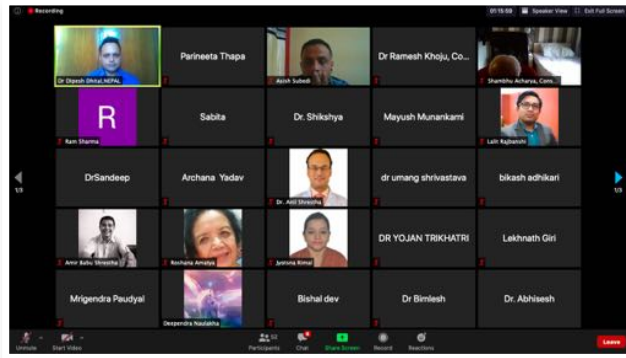 Recording
01:15:59
Speaker View
Exit Full Screen
Dr Dipesh Dhital,NEPAL
Parineeta Thapa
Asish Subedi
Dr Ramesh Khoju, Co...
Shambhu Acharya, Cons...
R
Ram Sharma
Sabita
Dr. Shikshya
Mayush Munankami
Lalit Rajbanshi
1/3
DrSandeep
Archana Yadav
Dr. Anil Shrestha
dr umang shrivastava
bikash adhikari
1/3
Amir Babu Shrestha
Roshana Amatya
Jyotsna Rimal
DR YOJAN TRIKHATRI
Lekhnath Giri
Mrigendra Paudyal
Deependra Naulakha
Bishal dev
Dr Bimlesh
Dr. Abhisesh
Unmute
Start Video
Participants
52
Chat
Share Screen
Record
Reactions
Leave